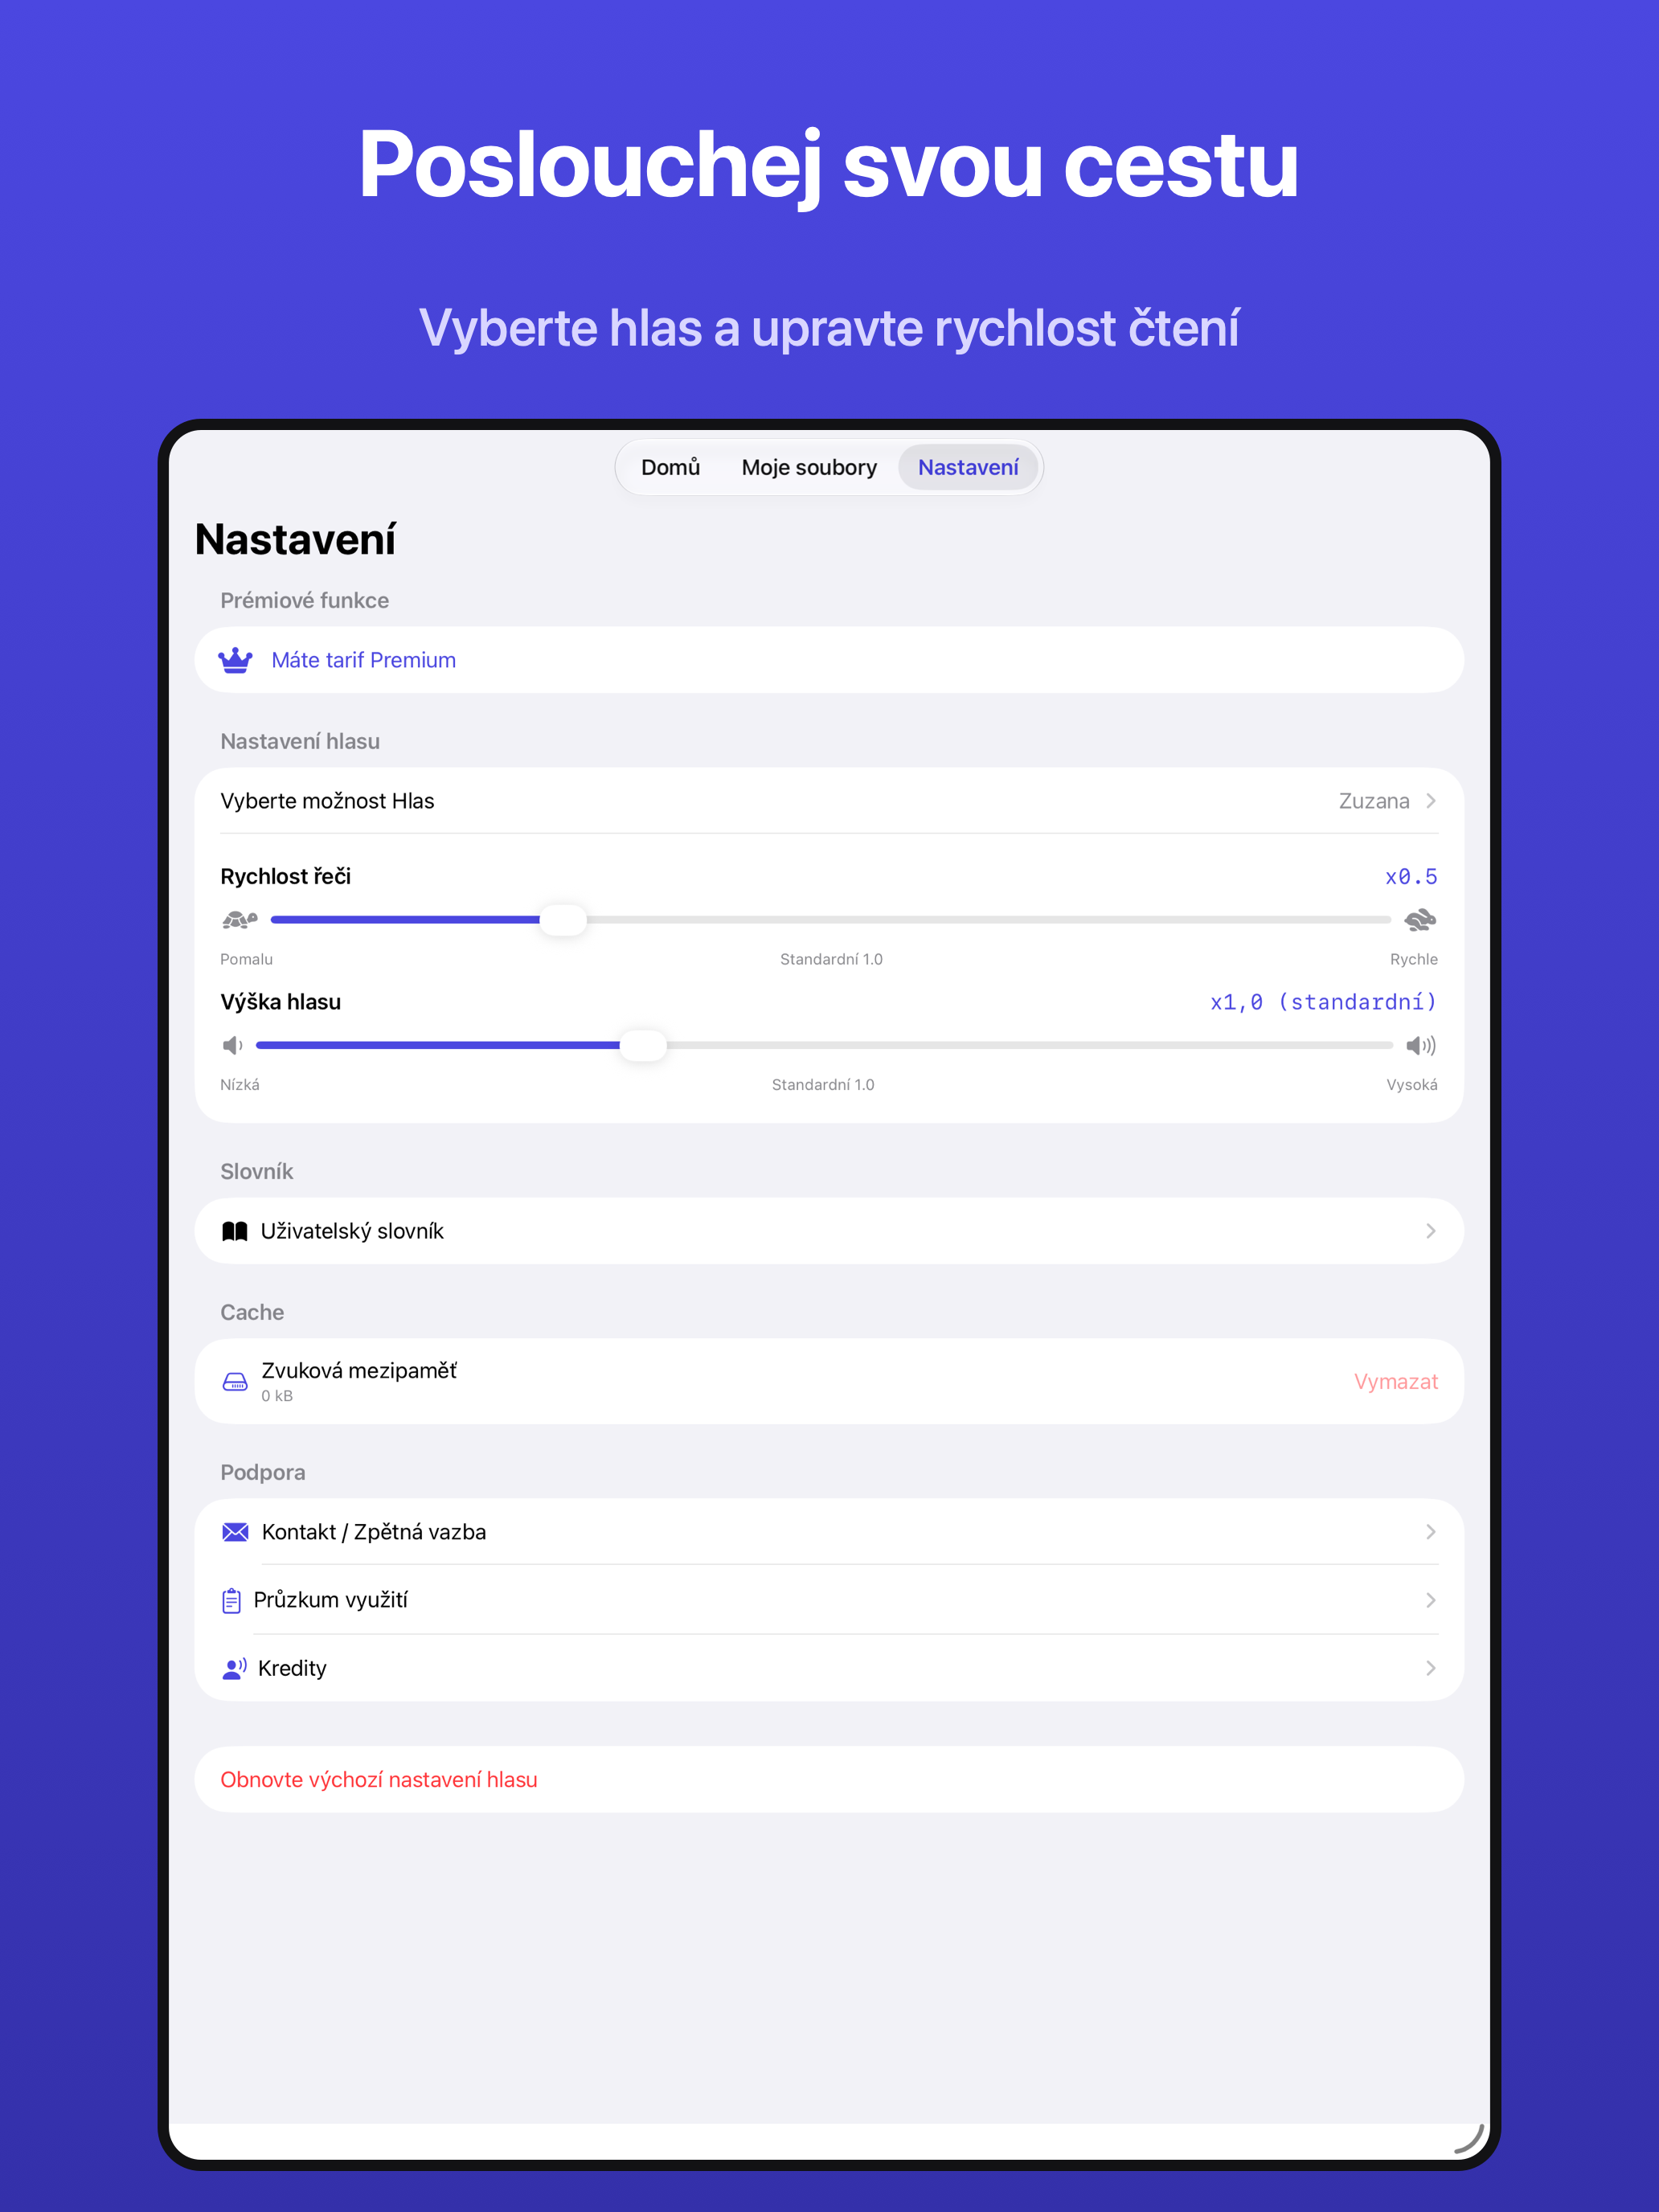 Poslouchej svou cestu
Vyberte hlas a upravte rychlost čtení
Domů Moje soubory Nastavení
Nastavení
Prémiové funkce
Máte tarif Premium
Nastavení hlasu
Vyberte možnost Hlas Zuzana
Rychlost řeči x0.5
Pomalu Standardní 1.0 Rychle
Výška hlasu x1,0 (standardní)
Nízká Standardní 1.0 Vysoká
Slovník
Uživatelský slovník
Cache
Zvuková mezipaměť
0 kB
Vymazat
Podpora
Kontakt / Zpětná vazba
Průzkum využití
Kredity
Obnovte výchozí nastavení hlasu